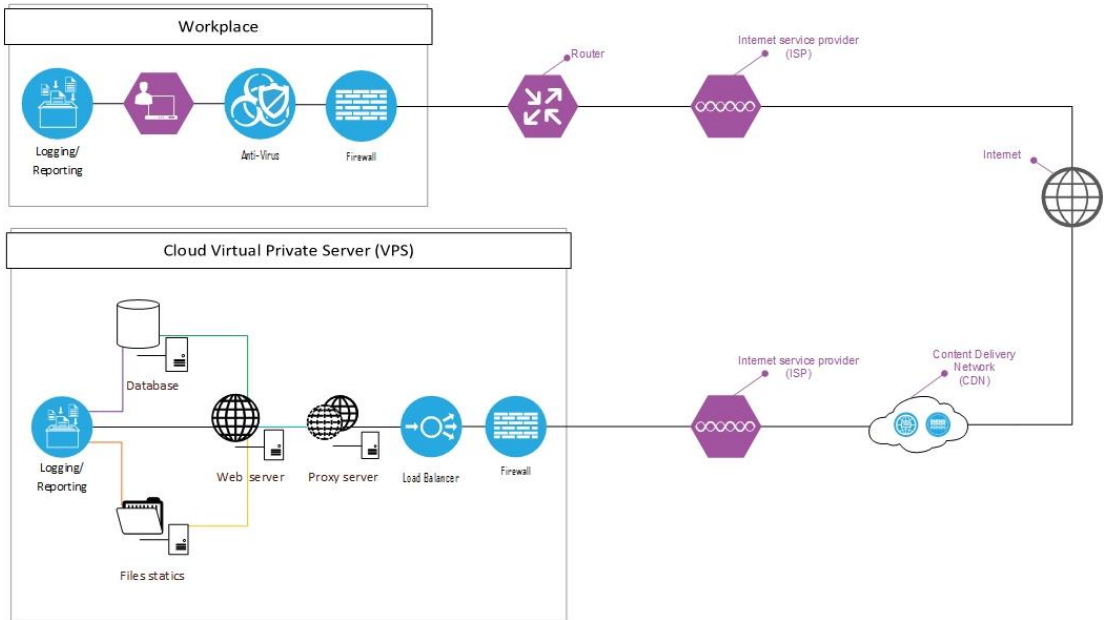 Workplace
Router
Internet service provider
(ISP)
Logging/
Reporting
Anti-Virus
Firewall
Internet
Cloud Virtual Private Server (VPS)
Database
Internet service provider
(ISP)
Content Delivery
Network
(CDN)
Logging/
Reporting
Web server
Proxy server
Load Balancer
Firewall
Files statics